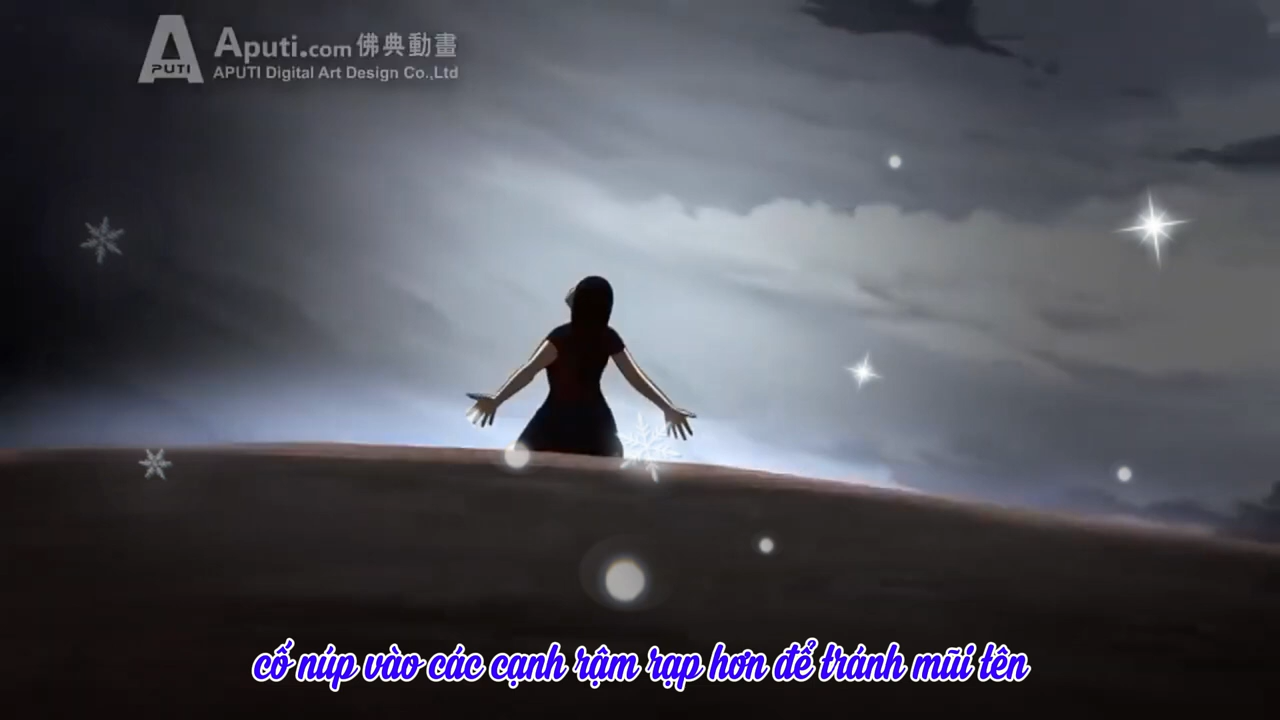 A
PUTI
Aputi.com 佛典動畫
APUTI Digital Art Design Co.,Ltd
cố núp vào các cạnh rậm rạp hơn để tránh mũi tên